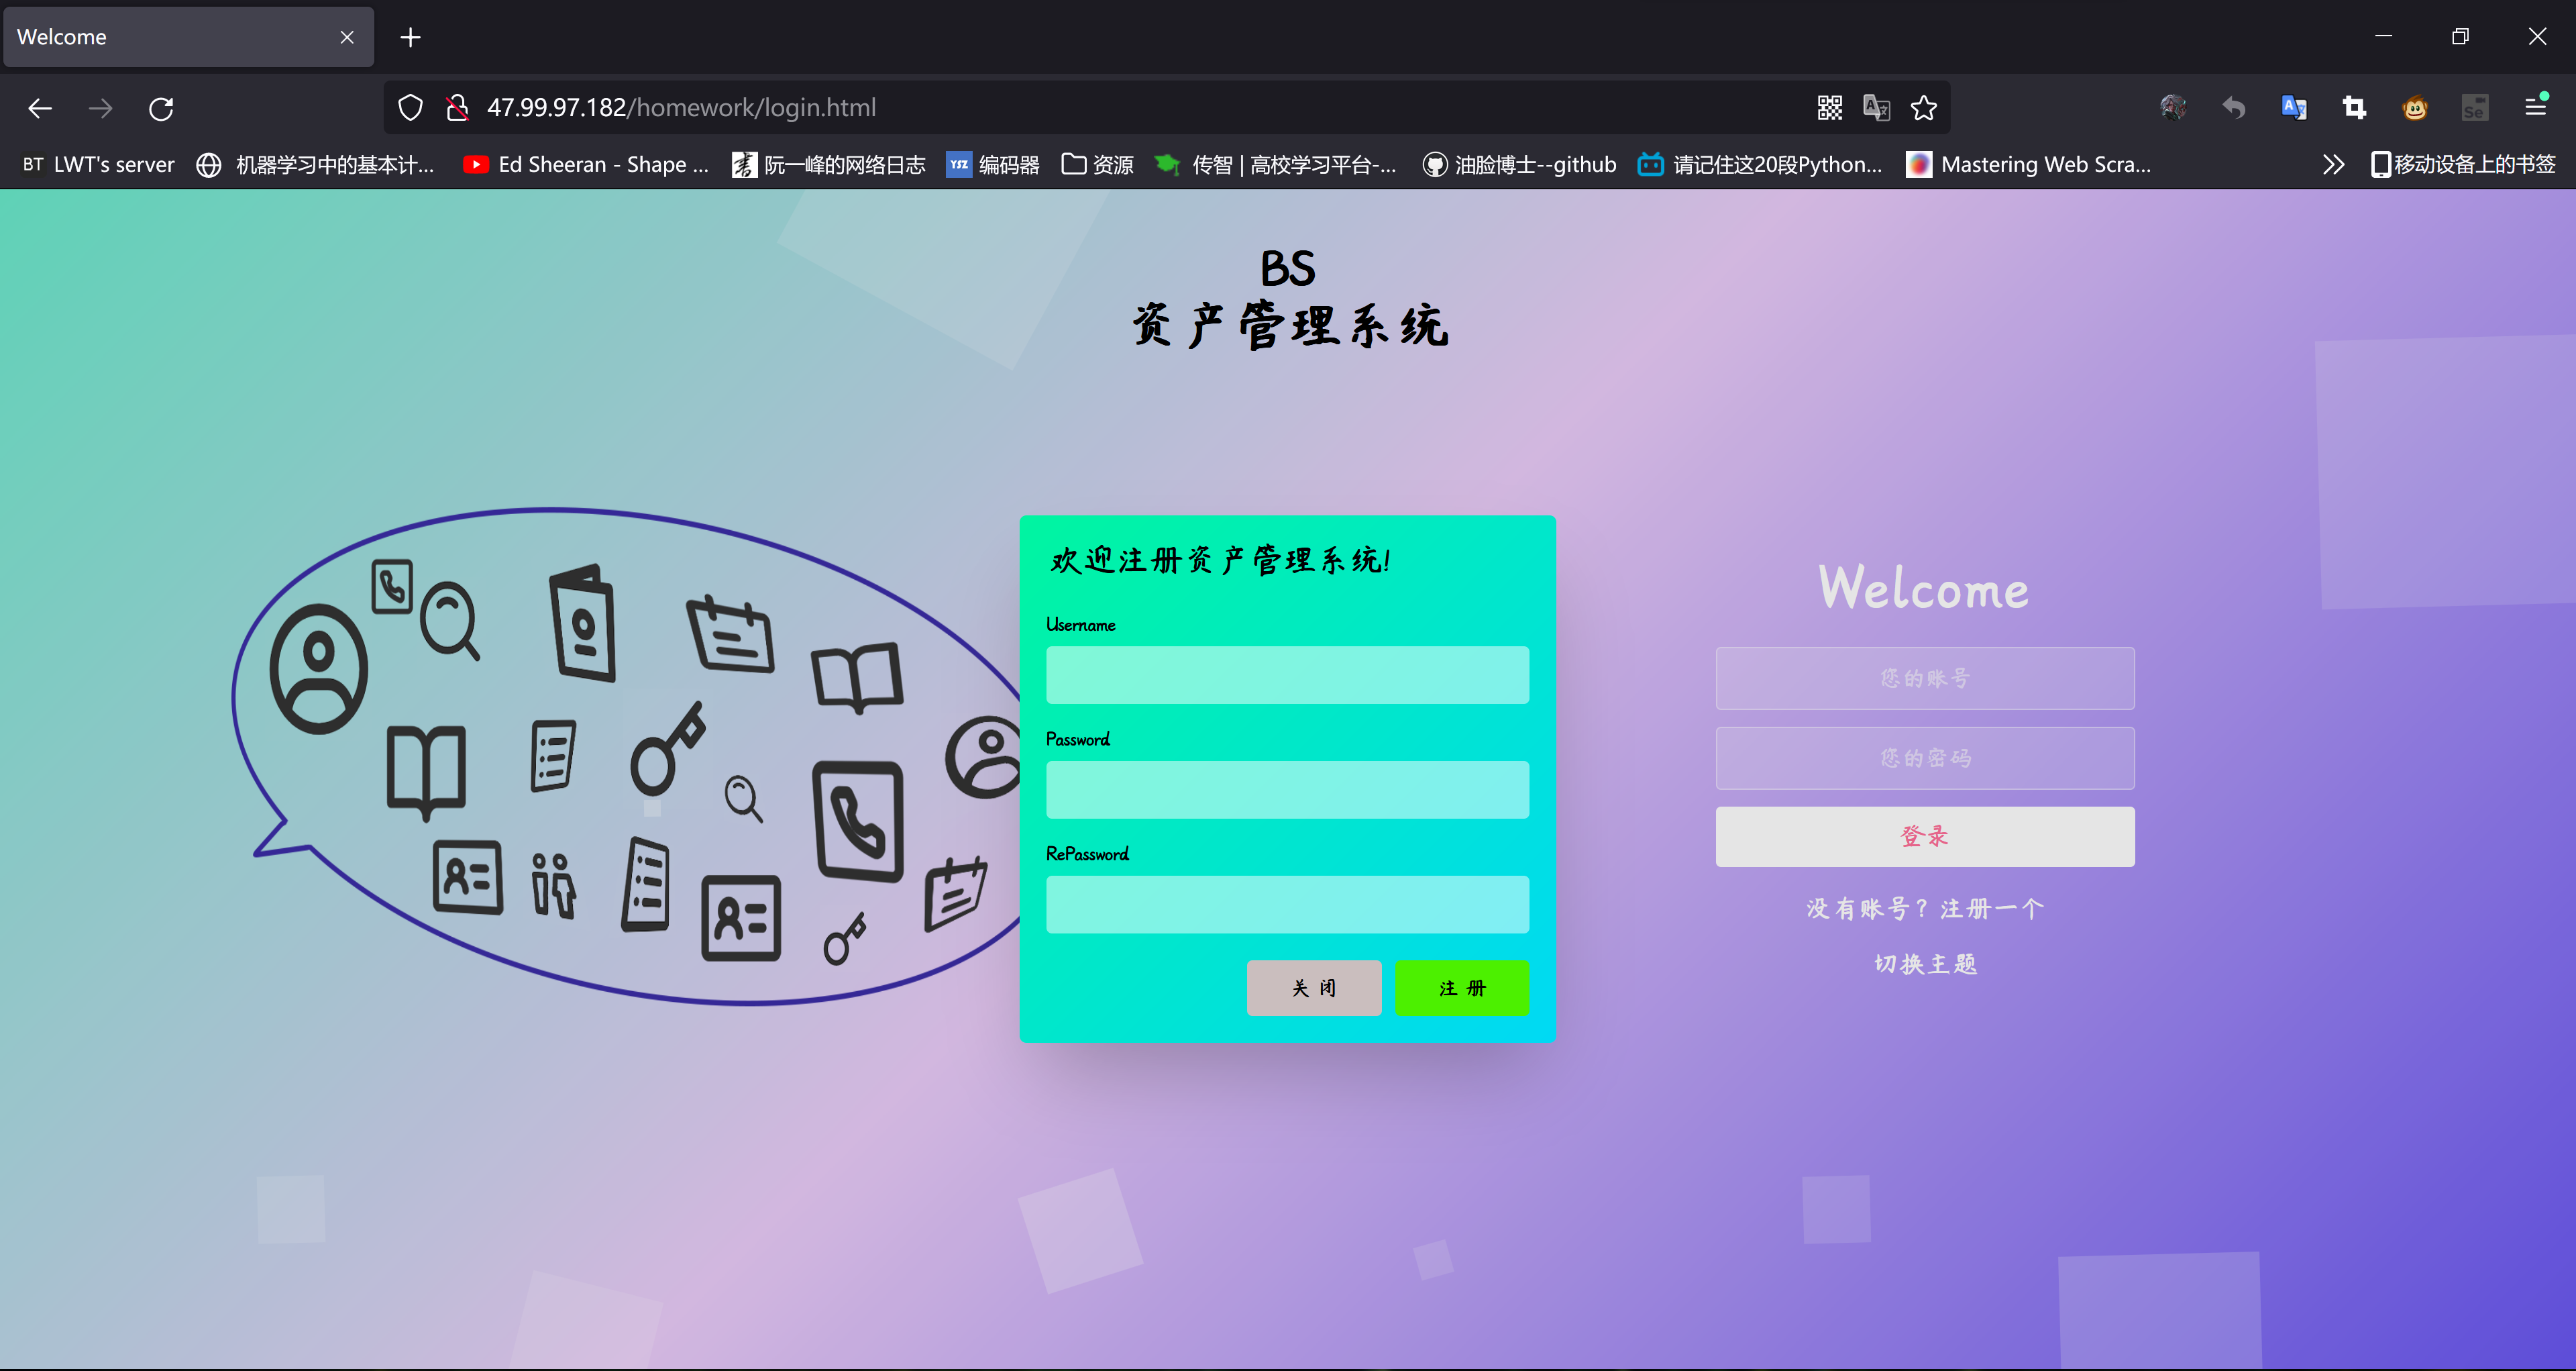 Welcome
47.99.97.182/homework/login.html
BT LWT's server
机器学习中的基本计...
Ed Sheeran - Shape ...
阮一峰的网络日志
YSZ 编码器
资源
传智 | 高校学习平台-...
油脸博士--github
请记住这20段Python...
Mastering Web Scra...
移动设备上的书签
BS
资产管理系统
欢迎注册资产管理系统!
Username
Password
RePassword
关 闭
注 册
Welcome
您的账号
您的密码
登录
没有账号？注册一个
切换主题